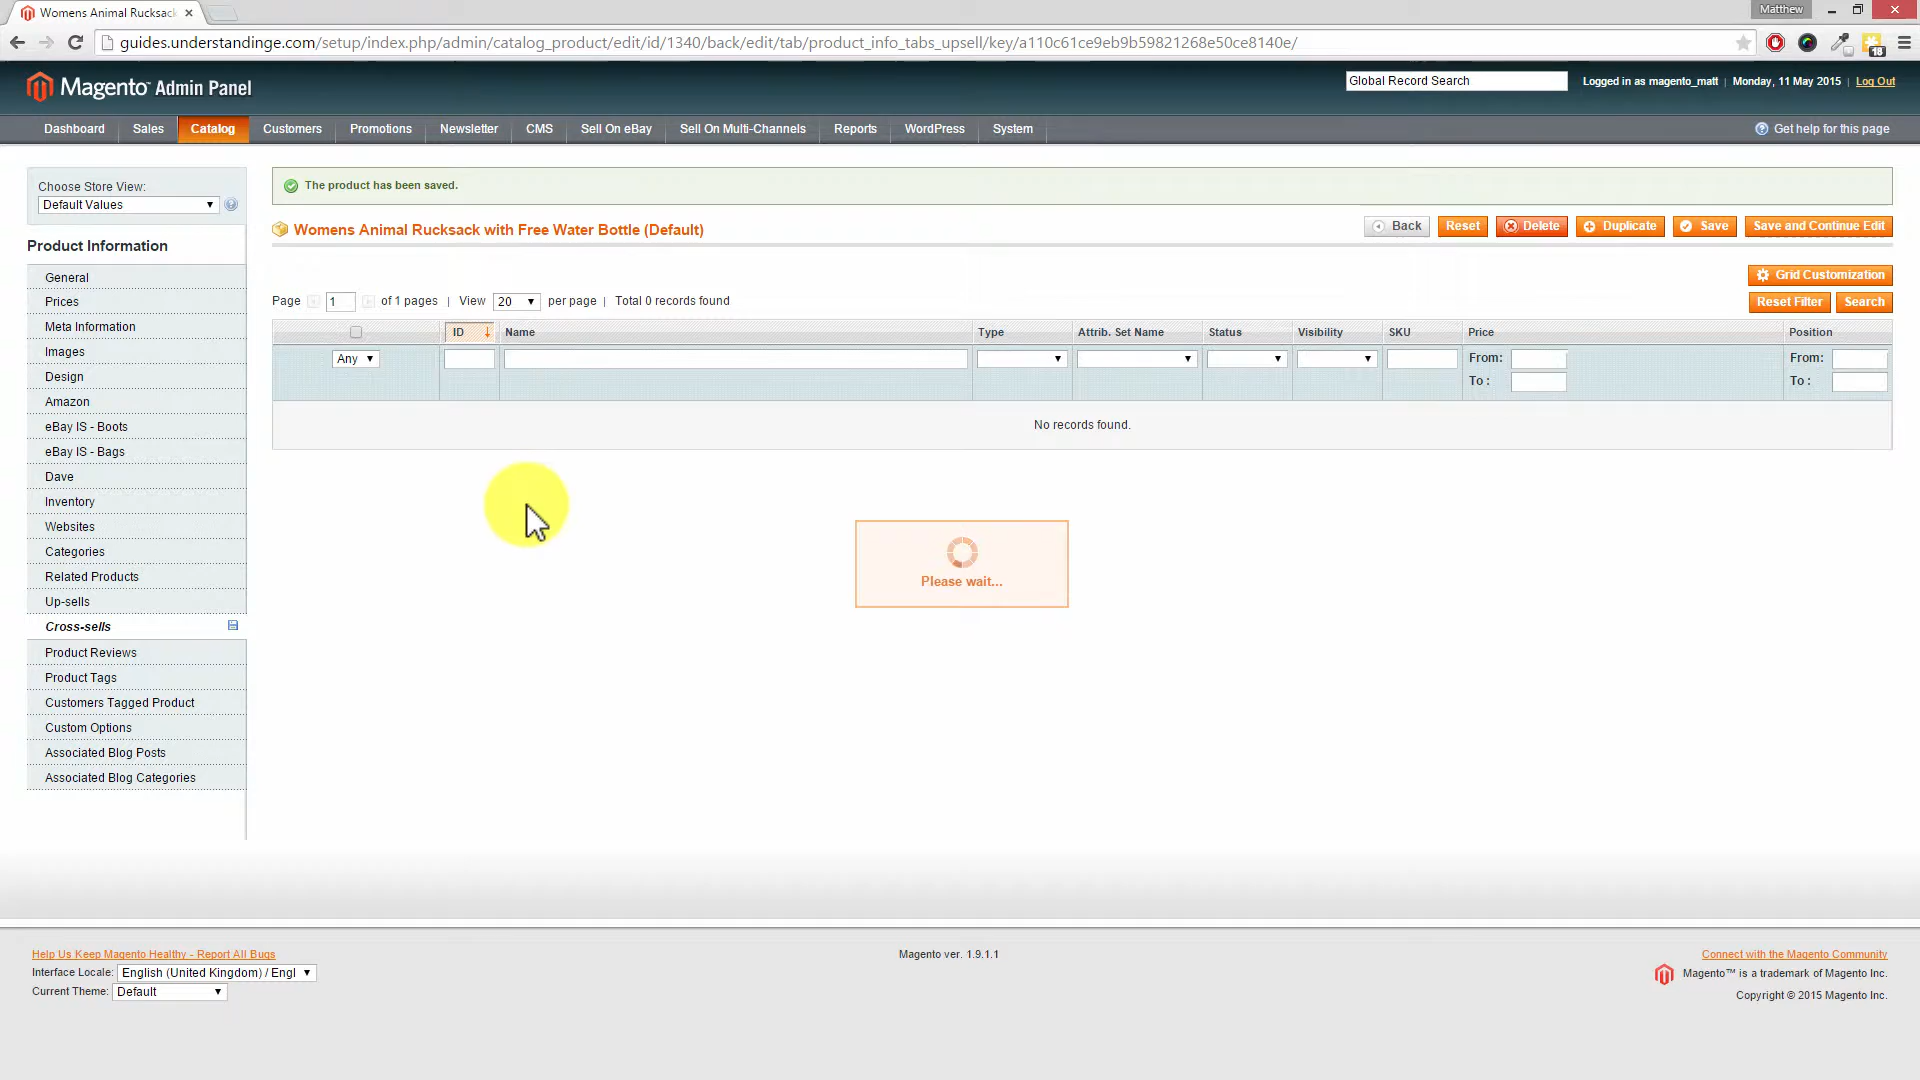 Womens Animal Rucksack
Matthew
guides.understandinge.com/setup/index.php/admin/catalog_product/edit/id/1340/back/edit/tab/product_info_tabs_upsell/key/a110c61ce9eb9b59821268e50ce8140e/
18
Magento™ Admin Panel
Global Record Search
Logged in as magento_matt | Monday, 11 May 2015 | Log Out
Dashboard Sales Catalog Customers Promotions Newsletter CMS Sell On eBay Sell On Multi-Channels Reports WordPress System
Get help for this page
Choose Store View:
Default Values
The product has been saved.
Womens Animal Rucksack with Free Water Bottle (Default)
Back Reset Delete Duplicate Save Save and Continue Edit
Product Information
General
Prices
Meta Information
Images
Design
Amazon
eBay IS - Boots
eBay IS - Bags
Dave
Inventory
Websites
Categories
Related Products
Up-sells
Cross-sells
Product Reviews
Product Tags
Customers Tagged Product
Custom Options
Associated Blog Posts
Associated Blog Categories
Grid Customization
Page 1 of 1 pages | View 20 per page | Total 0 records found
Reset Filter Search
ID Name Type Attrib. Set Name Status Visibility SKU Price Position
Any From: From:
To : To :
No records found.
Please wait...
Help Us Keep Magento Healthy - Report All Bugs
Interface Locale: English (United Kingdom) / Engl
Current Theme: Default
Magento ver. 1.9.1.1
Connect with the Magento Community
Magento™ is a trademark of Magento Inc.
Copyright © 2015 Magento Inc.